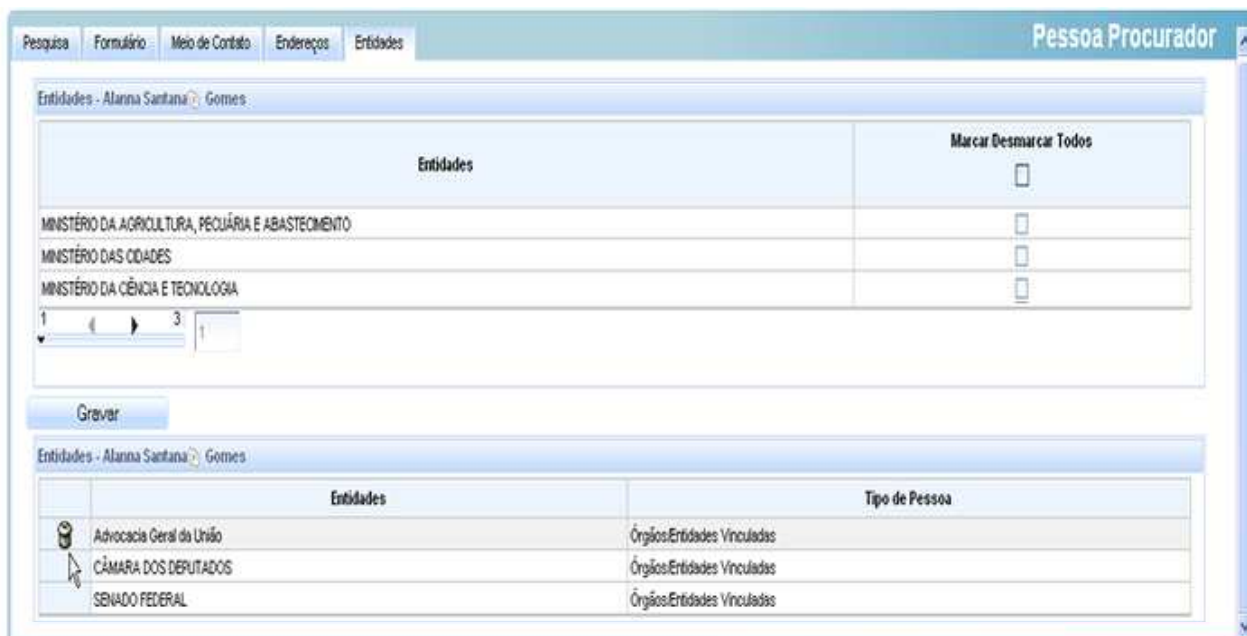 Pesquisa Formulário Meio de Contato Endereços Entidades Pessoa Procurador
Entidades - Alanna Santana Gomes
Entidades Marcar/Desmarcar Todos
MINISTÉRIO DA AGRICULTURA, PECUÁRIA E ABASTECIMENTO
MINISTÉRIO DAS CIDADES
MINISTÉRIO DA CIÊNCIA E TECNOLOGIA
1 3 1
Gravar
Entidades - Alanna Santana Gomes
Entidades Tipo de Pessoa
Advocacia Geral da União Órgãos/Entidades Vinculadas
CÂMARA DOS DEPUTADOS Órgãos/Entidades Vinculadas
SENADO FEDERAL Órgãos/Entidades Vinculadas